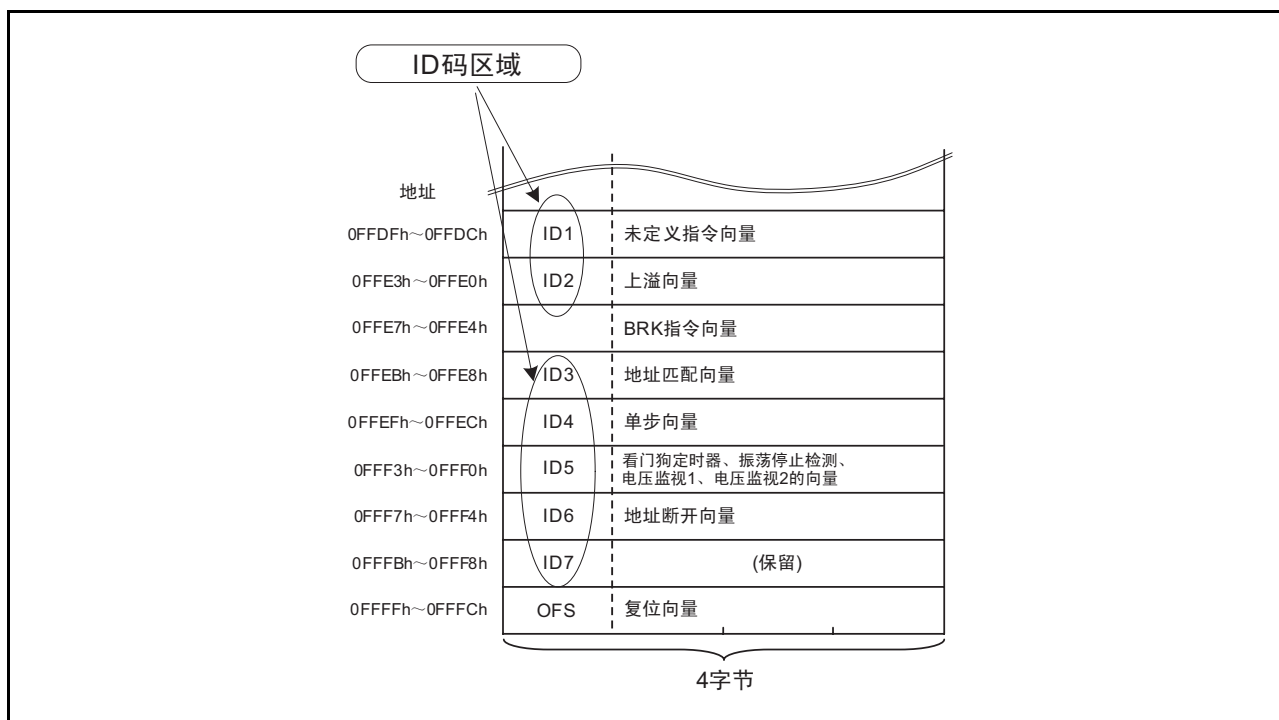 ID码区域
地址
0FFDFh～0FFDCh ID1 未定义指令向量
0FFE3h～0FFE0h ID2 上溢向量
0FFE7h～0FFE4h BRK指令向量
0FFEBh～0FFE8h ID3 地址匹配向量
0FFEFh～0FFECh ID4 单步向量
0FFF3h～0FFF0h ID5 看门狗定时器、振荡停止检测、
电压监视1、电压监视2的向量
0FFF7h～0FFF4h ID6 地址断开向量
0FFFBh～0FFF8h ID7 (保留)
0FFFFh～0FFFCh OFS 复位向量
4字节